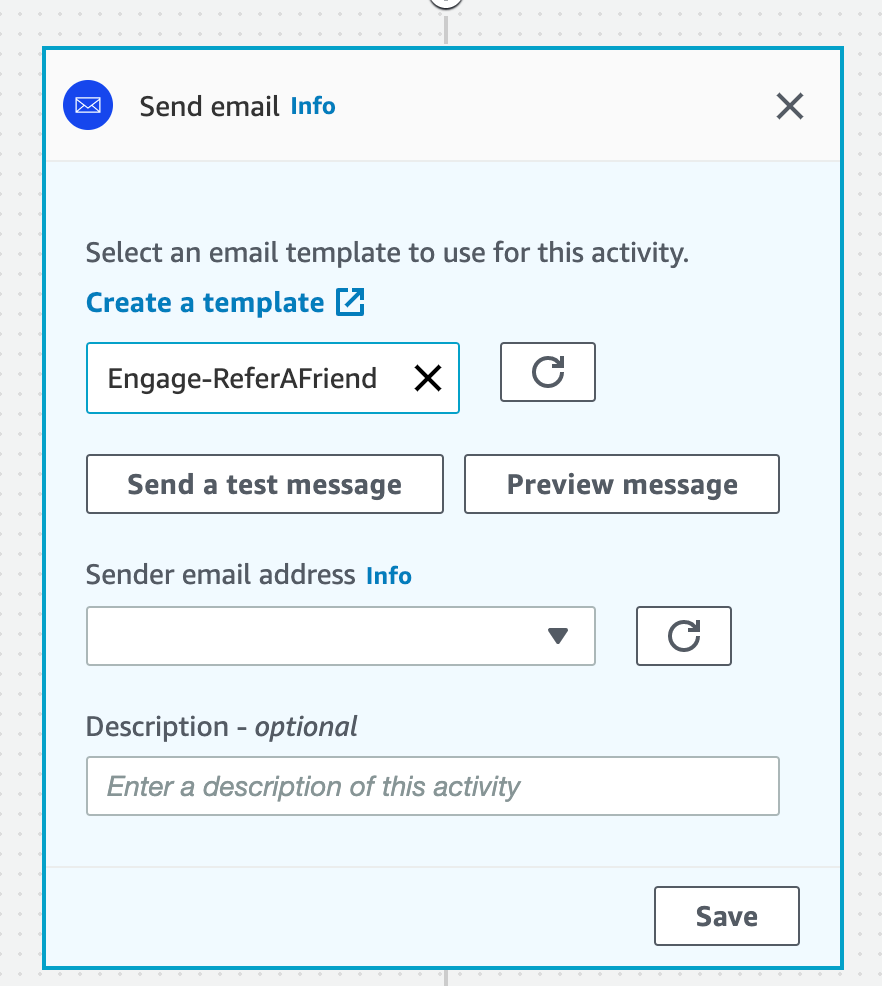 Send email Info
Select an email template to use for this activity.
Create a template
Engage-ReferAFriend
Send a test message Preview message
Sender email address Info
Description - optional
Enter a description of this activity
Save